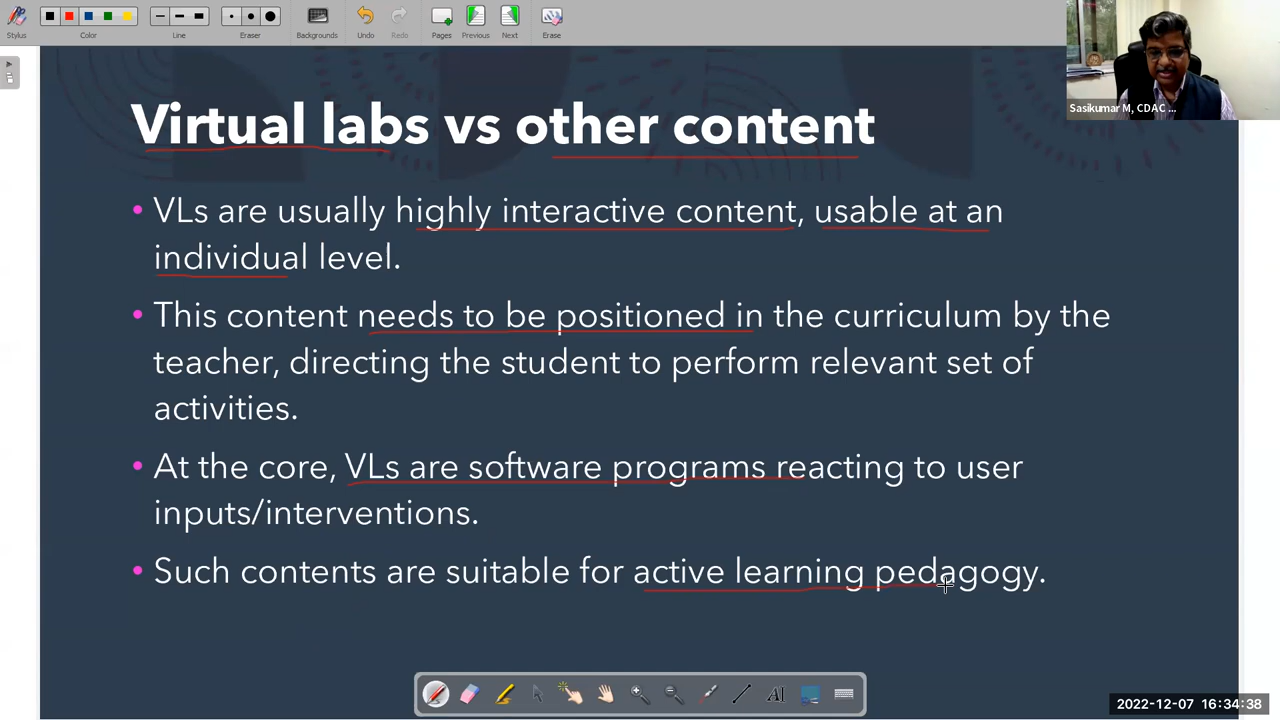 Stylus Color Line Eraser Backgrounds Undo Redo Pages Previous Next Erase
Sasikumar M, CDAC ...
Virtual labs vs other content
• VLs are usually highly interactive content, usable at an
individual level.
• This content needs to be positioned in the curriculum by the
teacher, directing the student to perform relevant set of
activities.
• At the core, VLs are software programs reacting to user
inputs/interventions.
• Such contents are suitable for active learning pedagogy.
AI
2022-12-07 16:34:38